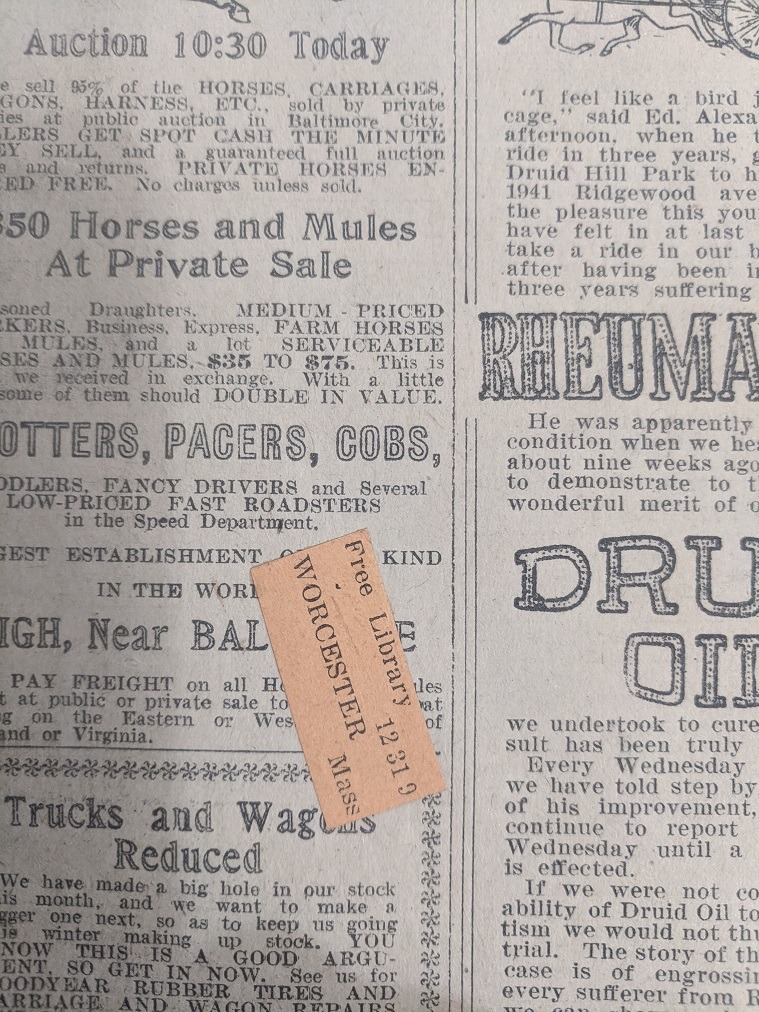 Auction 10:30 Today
e sell 95% of the HORSES, CARRIAGES,
GONS, HARNESS, ETC., sold by private
ies at public auction in Baltimore City.
LERS GET SPOT CASH THE MINUTE
EY SELL, and a guaranteed full auction
s and returns. PRIVATE HORSES EN-
ED FREE. No charges unless sold.
350 Horses and Mules
At Private Sale
soned Draughters. MEDIUM-PRICED
KERS, Business, Express, FARM HORSES
MULES, and a lot SERVICEABLE
SES AND MULES, $35 TO $75. This is
we received in exchange. With a little
some of them should DOUBLE IN VALUE.
OTTERS, PACERS, COBS,
DDLERS, FANCY DRIVERS and Several
LOW-PRICED FAST ROADSTERS
in the Speed Department.
GEST ESTABLISHMENT O KIND
IN THE WORL
IGH, Near BAL E
PAY FREIGHT on all Ho les
t at public or private sale to at
g on the Eastern or Wes of
and or Virginia.
Free Library 12 31 9
WORCESTER Mass
Trucks and Wagons
Reduced
We have made a big hole in our stock
is month, and we want to make a
gger one next, so as to keep us going
is winter making up stock. YOU
NOW THIS IS A GOOD ARGU-
ENT, SO GET IN NOW. See us for
OODYEAR RUBBER TIRES AND
ARRIAGE AND WAGON REPAIRS
"I feel like a bird j
cage," said Ed. Alexa
afternoon, when he t
ride in three years, g
Druid Hill Park to h
1941 Ridgewood ave
the pleasure this you
have felt in at last
take a ride in our b
after having been in
three years suffering
RHEUMA
He was apparently
condition when we hea
about nine weeks ago
to demonstrate to t
wonderful merit of o
DRU
OIL
we undertook to cure
sult has been truly
Every Wednesday
we have told step by
of his improvement,
continue to report
Wednesday until a
is effected.
If we were not co
ability of Druid Oil to
tism we would not thu
trial. The story of th
case is of engrossin
every sufferer from R